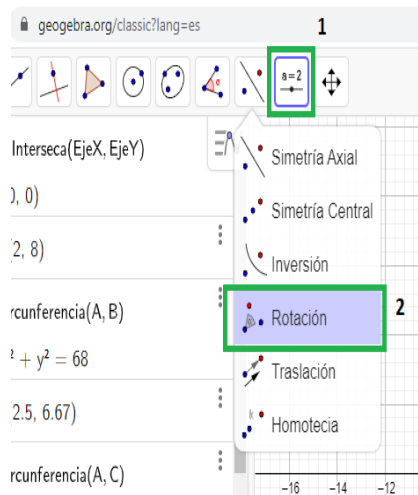 geogebra.org/classic?lang=es
1
a=2
Interseca(EjeX, EjeY)
), 0)
2, 8)
rcunferencia(A, B)
² + y² = 68
2.5, 6.67)
rcunferencia(A, C)
Simetría Axial
Simetría Central
Inversión
Rotación
2
Traslación
Homotecia
−16 −14 −12